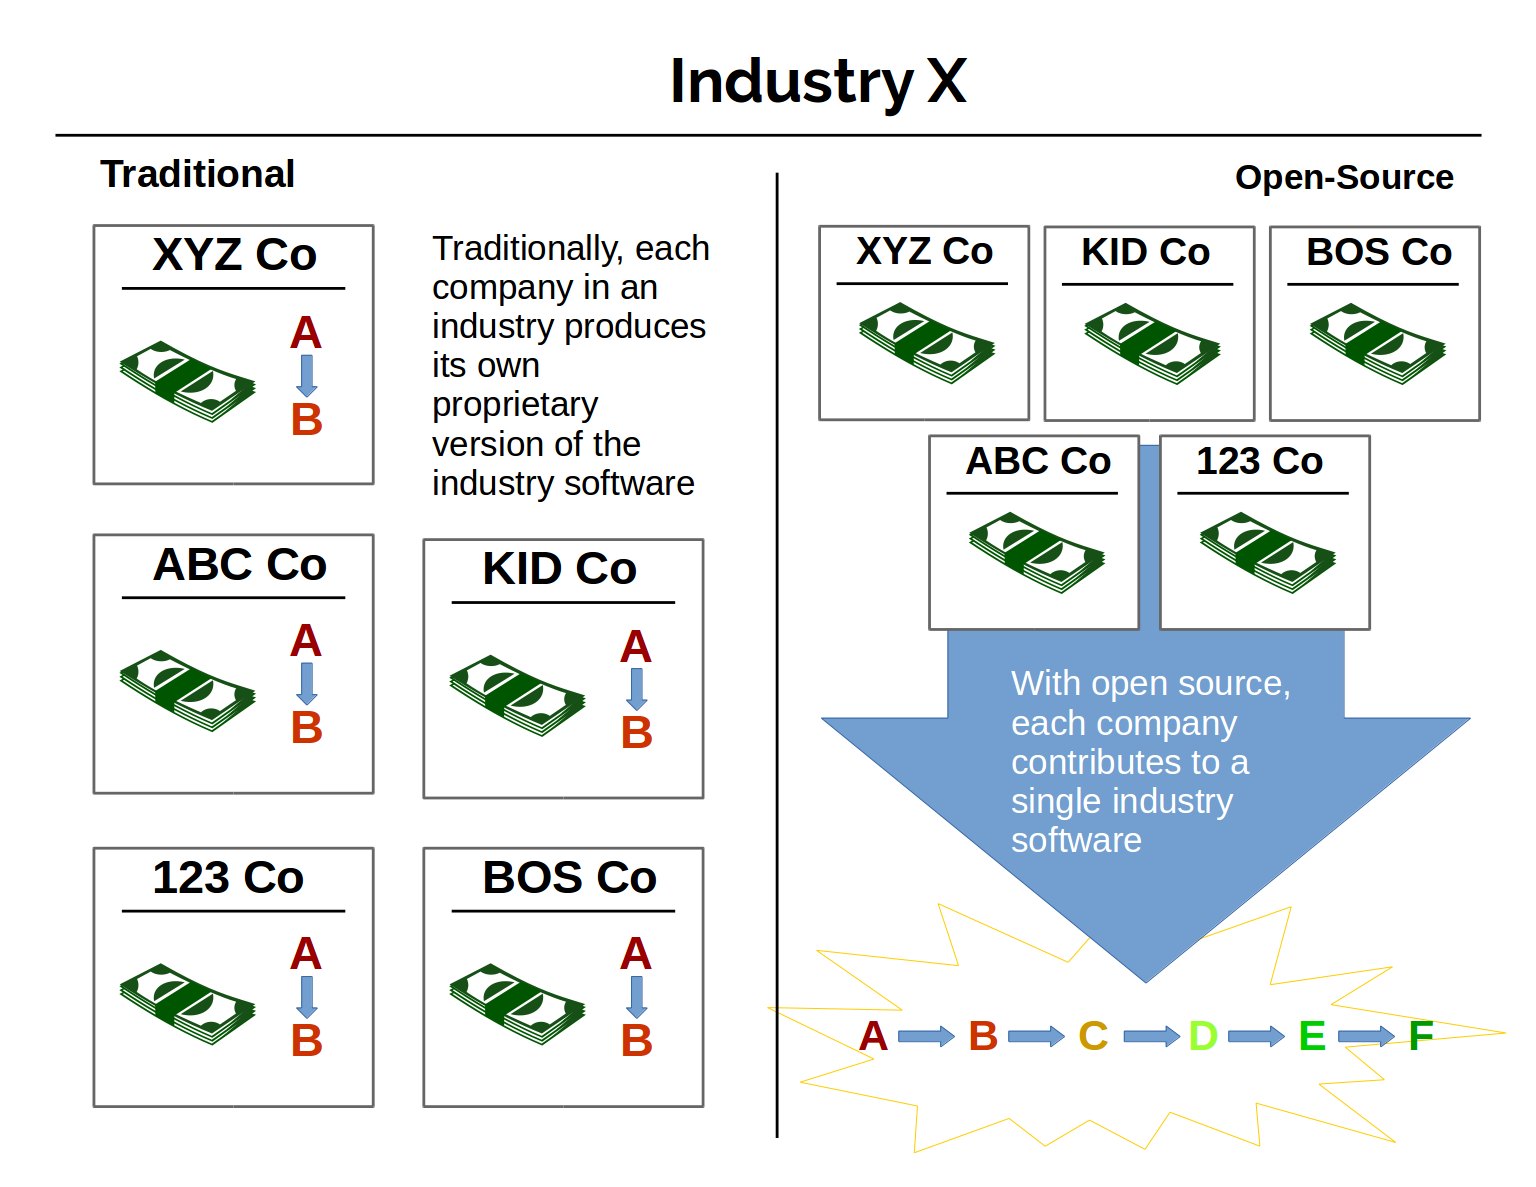 Industry X
Traditional
XYZ Co
A
B
Traditionally, each
company in an
industry produces
its own
proprietary
version of the
industry software
ABC Co
A
B
KID Co
A
B
123 Co
A
B
BOS Co
A
B
Open-Source
XYZ Co
KID Co
BOS Co
ABC Co
123 Co
With open source,
each company
contributes to a
single industry
software
A B C D E F